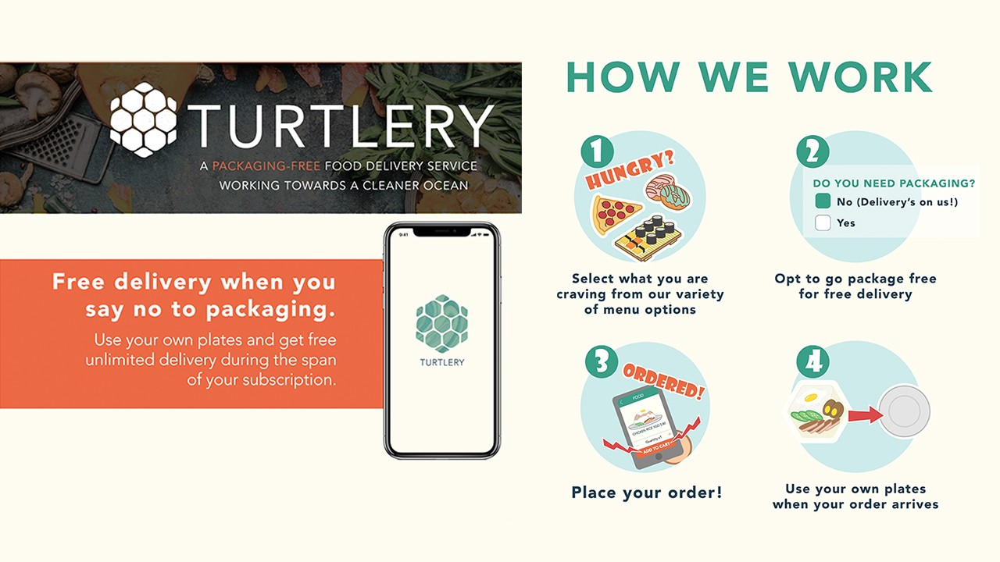 TURTLERY
A PACKAGING-FREE FOOD DELIVERY SERVICE
WORKING TOWARDS A CLEANER OCEAN
Free delivery when you
say no to packaging.
Use your own plates and get free
unlimited delivery during the span
of your subscription.
9:41
TURTLERY
HOW WE WORK
1
HUNGRY?
Select what you are
craving from our variety
of menu options
2
DO YOU NEED PACKAGING?
No (Delivery's on us!)
Yes
Opt to go package free
for free delivery
3
ORDERED!
FOOD
CHICKEN RICE
Quantity
ADD TO CART
Place your order!
4
Use your own plates
when your order arrives